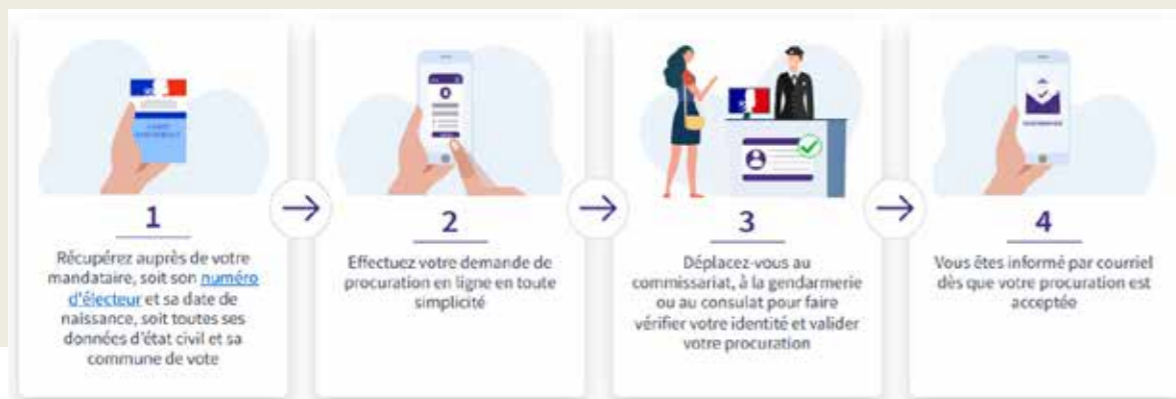 1
Récupérez auprès de votre
mandataire, soit son numéro
d'électeur et sa date de
naissance, soit toutes ses
données d'état civil et sa
commune de vote
2
Effectuez votre demande de
procuration en ligne en toute
simplicité
3
Déplacez-vous au
commissariat, à la gendarmerie
ou au consulat pour faire
vérifier votre identité et valider
votre procuration
4
Vous êtes informé par courriel
dès que votre procuration est
acceptée